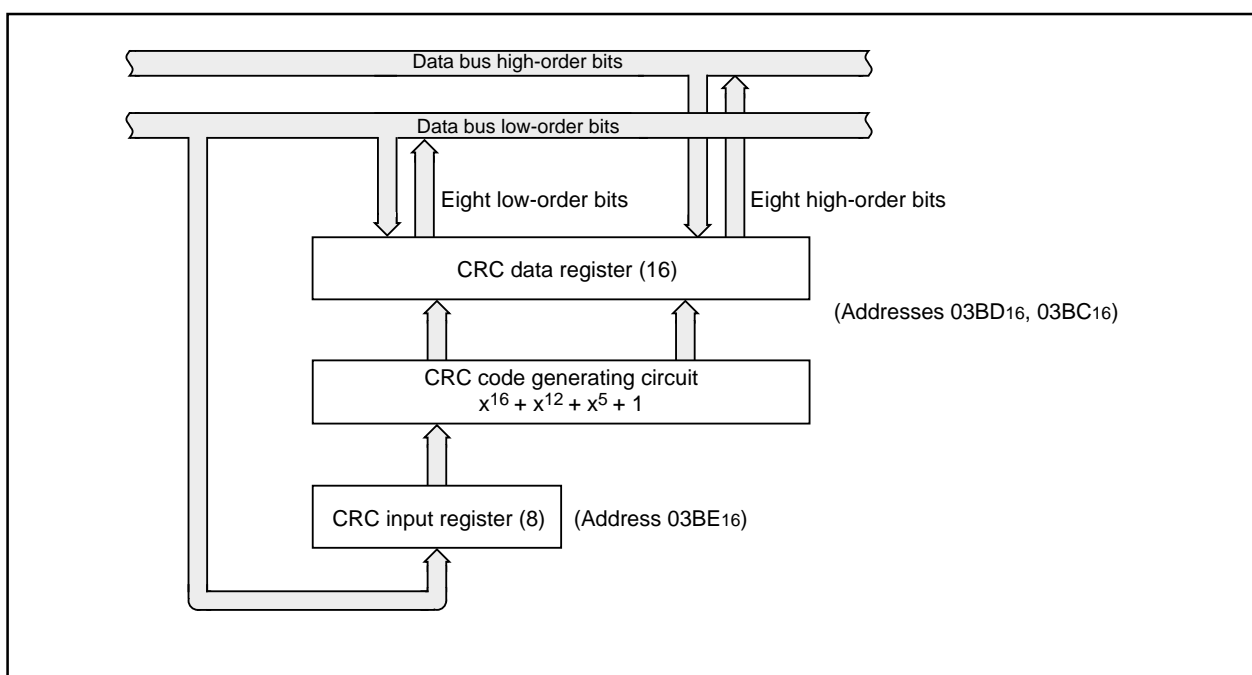 Data bus high-order bits
Data bus low-order bits
Eight low-order bits
Eight high-order bits
CRC data register (16)
(Addresses 03BD16, 03BC16)
CRC code generating circuit
x16 + x12 + x5 + 1
CRC input register (8)
(Address 03BE16)